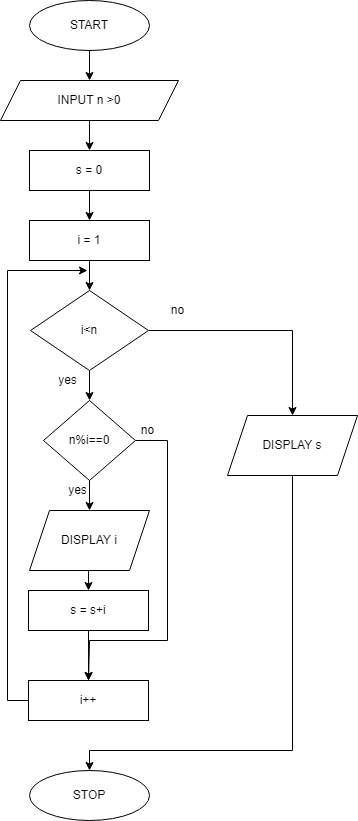 START
INPUT n >0
s = 0
i = 1
i<n
no
yes
n%i==0
no
DISPLAY s
yes
DISPLAY i
s = s+i
i++
STOP